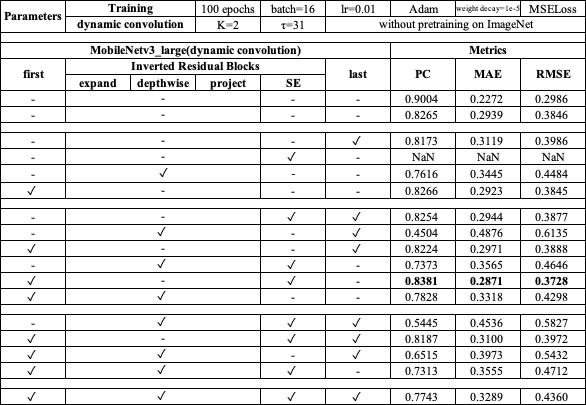 Parameters Training 100 epochs batch=16 lr=0.01 Adam weight decay=1e-5 MSELoss
dynamic convolution K=2 τ=31 without pretraining on ImageNet
MobileNetv3_large(dynamic convolution) Metrics
first Inverted Residual Blocks last PC MAE RMSE
expand depthwise project SE
- - - - 0.9004 0.2272 0.2986
- - - - 0.8265 0.2939 0.3846
- - - ✓ 0.8173 0.3119 0.3986
- - ✓ - NaN NaN NaN
- ✓ - - 0.7616 0.3445 0.4484
✓ - - - 0.8266 0.2923 0.3845
- - ✓ ✓ 0.8254 0.2944 0.3877
- ✓ - ✓ 0.4504 0.4876 0.6135
✓ - - ✓ 0.8224 0.2971 0.3888
- ✓ ✓ - 0.7373 0.3565 0.4646
✓ - ✓ - 0.8381 0.2871 0.3728
✓ ✓ - - 0.7828 0.3318 0.4298
- ✓ ✓ ✓ 0.5445 0.4536 0.5827
✓ - ✓ ✓ 0.8187 0.3100 0.3972
✓ ✓ - ✓ 0.6515 0.3973 0.5432
✓ ✓ ✓ - 0.7313 0.3555 0.4712
✓ ✓ ✓ ✓ 0.7743 0.3289 0.4360